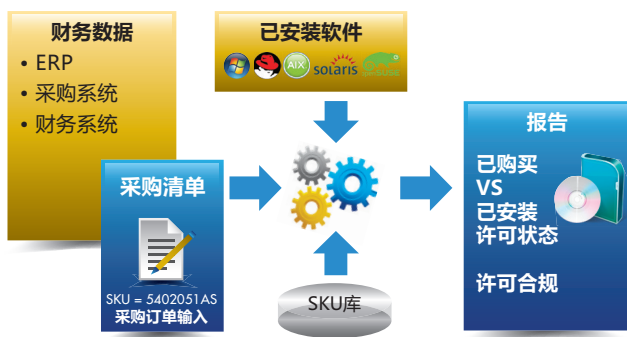 财务数据
• ERP
• 采购系统
• 财务系统
采购清单
SKU = 5402051AS
采购订单输入
已安装软件
AIX
solaris
SKU库
报告
已购买
VS
已安装
许可状态
许可合规